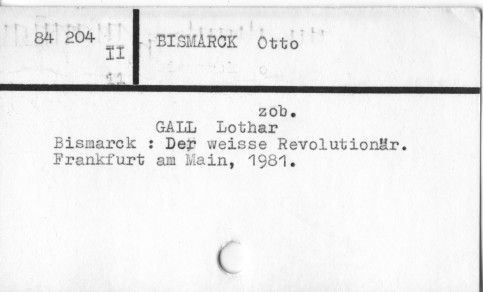 84 204
II
BISMARCK Otto
zob.
GALL Lothar
Bismarck : Der weisse Revolutionär.
Frankfurt am Main, 1981.